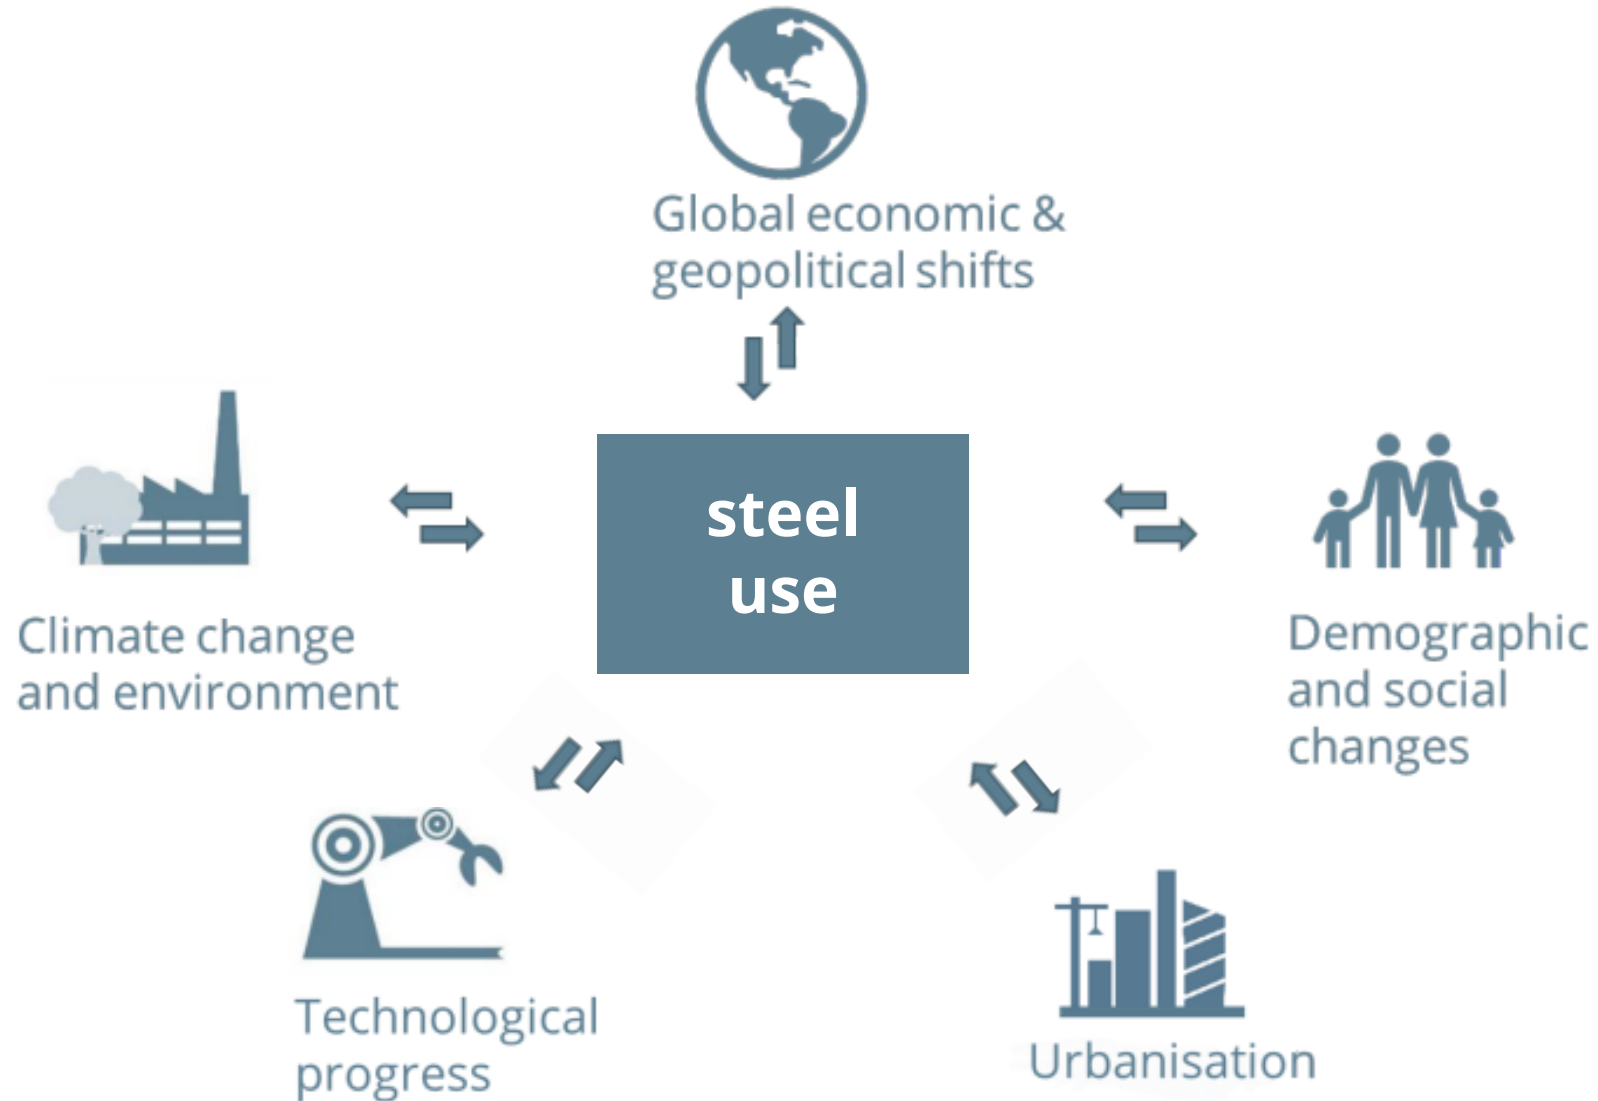 Global economic &
geopolitical shifts
steel
use
Climate change
and environment
Demographic
and social
changes
Technological
progress
Urbanisation